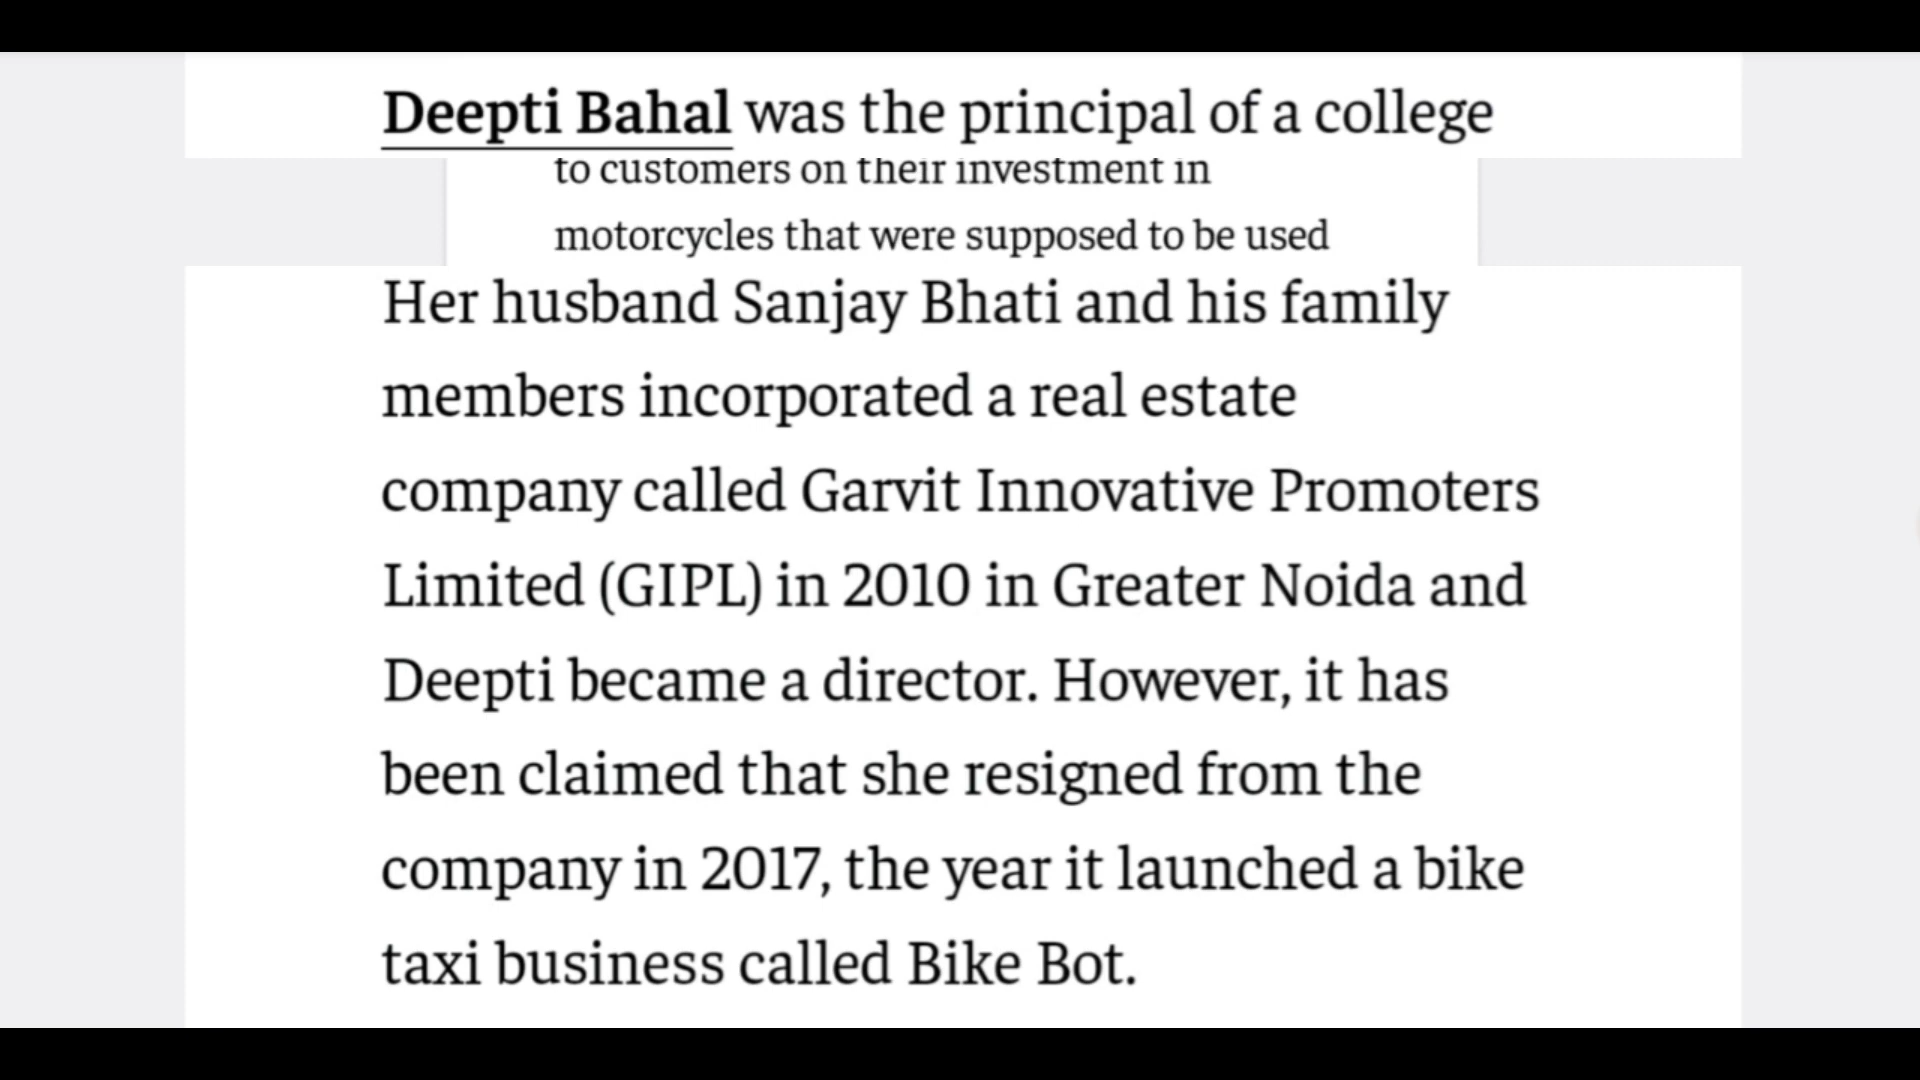 Deepti Bahal was the principal of a college
to customers on their investment in
motorcycles that were supposed to be used
Her husband Sanjay Bhati and his family
members incorporated a real estate
company called Garvit Innovative Promoters
Limited (GIPL) in 2010 in Greater Noida and
Deepti became a director. However, it has
been claimed that she resigned from the
company in 2017, the year it launched a bike
taxi business called Bike Bot.